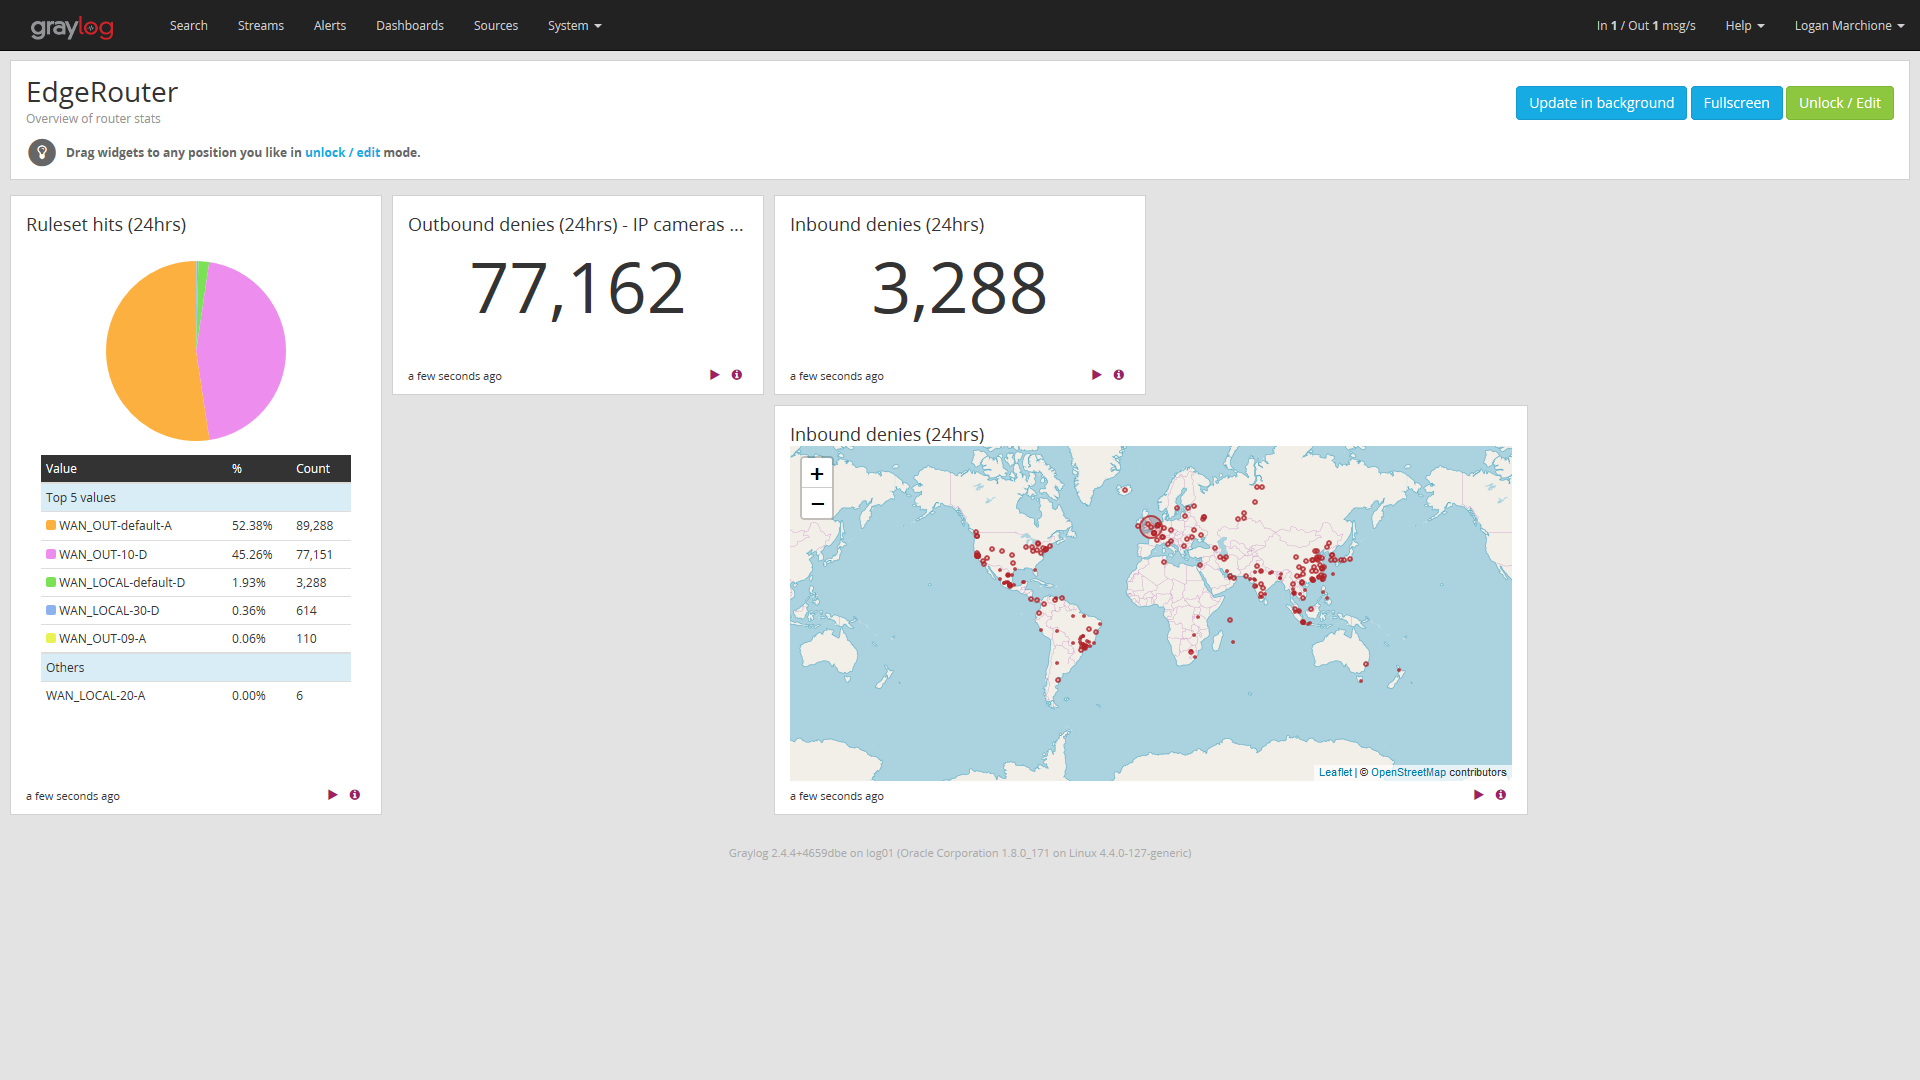 graylog
Search
Streams
Alerts
Dashboards
Sources
System
In 1 / Out 1 msg/s
Help
Logan Marchione
EdgeRouter
Overview of router stats
Drag widgets to any position you like in unlock / edit mode.
Update in background
Fullscreen
Unlock / Edit
Ruleset hits (24hrs)
Value % Count
Top 5 values
WAN_OUT-default-A 52.38% 89,288
WAN_OUT-10-D 45.26% 77,151
WAN_LOCAL-default-D 1.93% 3,288
WAN_LOCAL-30-D 0.36% 614
WAN_OUT-09-A 0.06% 110
Others
WAN_LOCAL-20-A 0.00% 6
a few seconds ago
Outbound denies (24hrs) - IP cameras ...
77,162
a few seconds ago
Inbound denies (24hrs)
3,288
a few seconds ago
Inbound denies (24hrs)
+
−
Leaflet | © OpenStreetMap contributors
a few seconds ago
Graylog 2.4.4+4659dbe on log01 (Oracle Corporation 1.8.0_171 on Linux 4.4.0-127-generic)